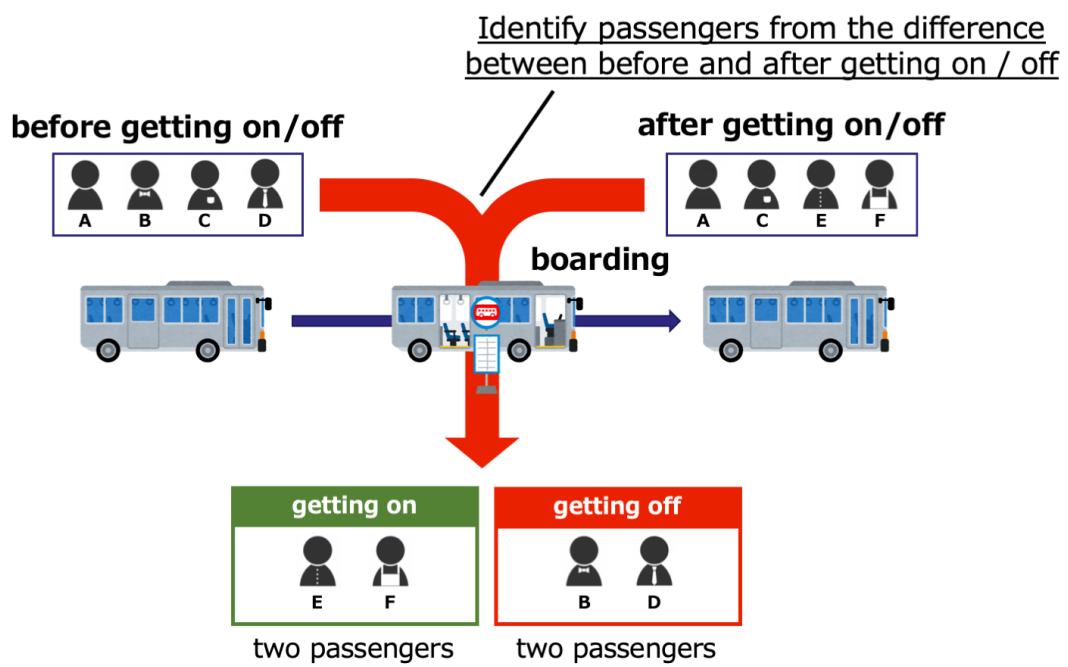 Identify passengers from the difference
between before and after getting on / off
before getting on/off
after getting on/off
A B C D
A C E F
boarding
getting on
getting off
E F
B D
two passengers
two passengers